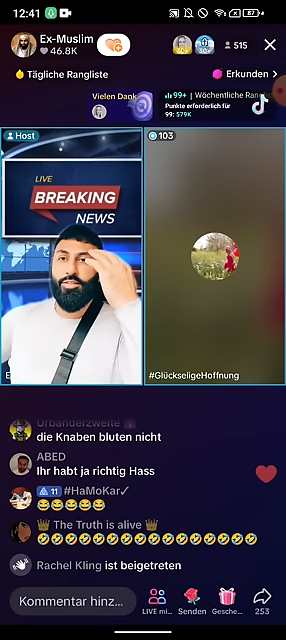 12:41
87
Ex-Muslim
46.8K
515
Tägliche Rangliste
Erkunden >
Vielen Dank
99+ | Wöchentliche Rang
Punkte erforderlich für
99: 579K
Host
103
LIVE
BREAKING
NEWS
E
#GlückseligeHoffnung
Urbanderzweite
die Knaben bluten nicht
ABED
Ihr habt ja richtig Hass
11 #HaMoKar✓
😂😂😂😂😂
👑 The Truth is alive 👑
Rachel Kling ist beigetreten
Kommentar hinz...
LIVE mi...
Senden
Gesche...
253